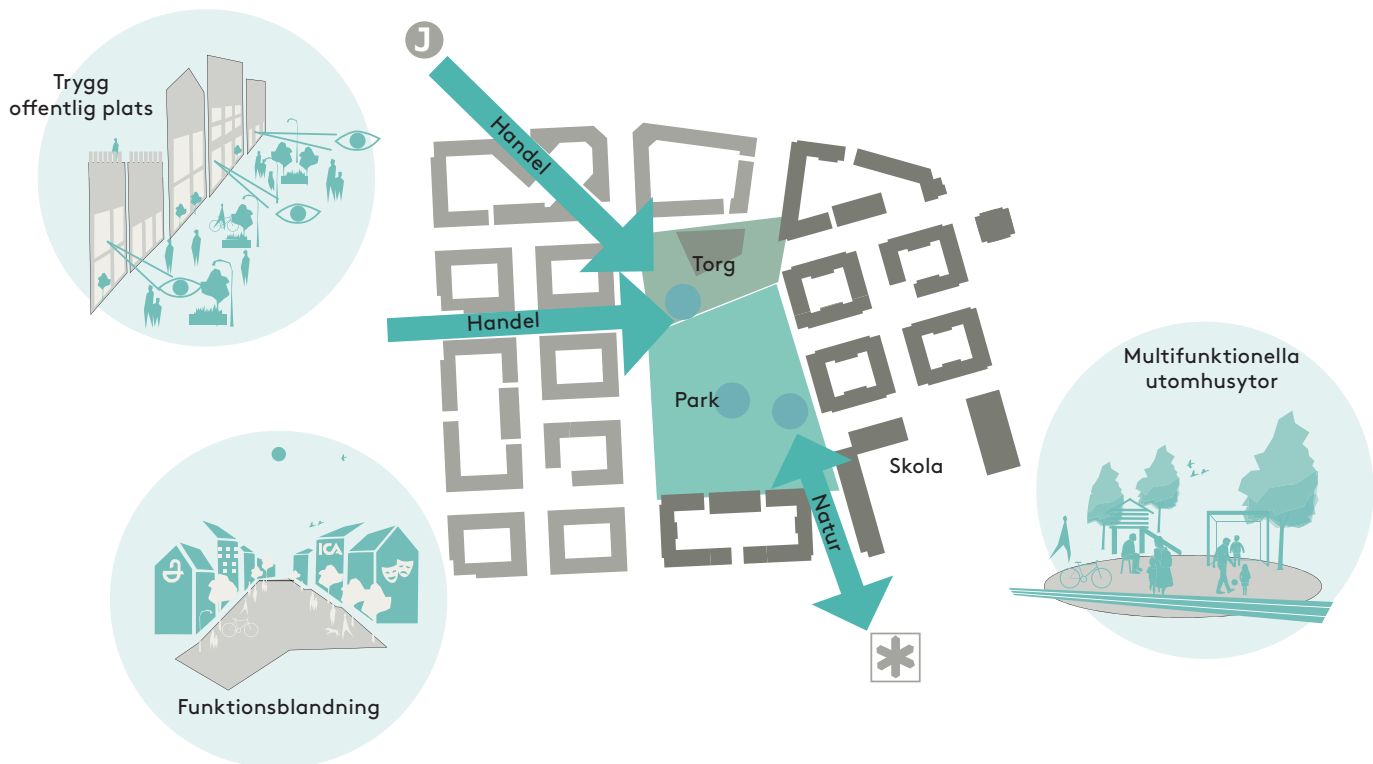 J
Trygg
offentlig plats
Handel
Torg
Handel
Multifunktionella
utomhusytor
Park
Skola
Natur
ICA
Funktionsblandning